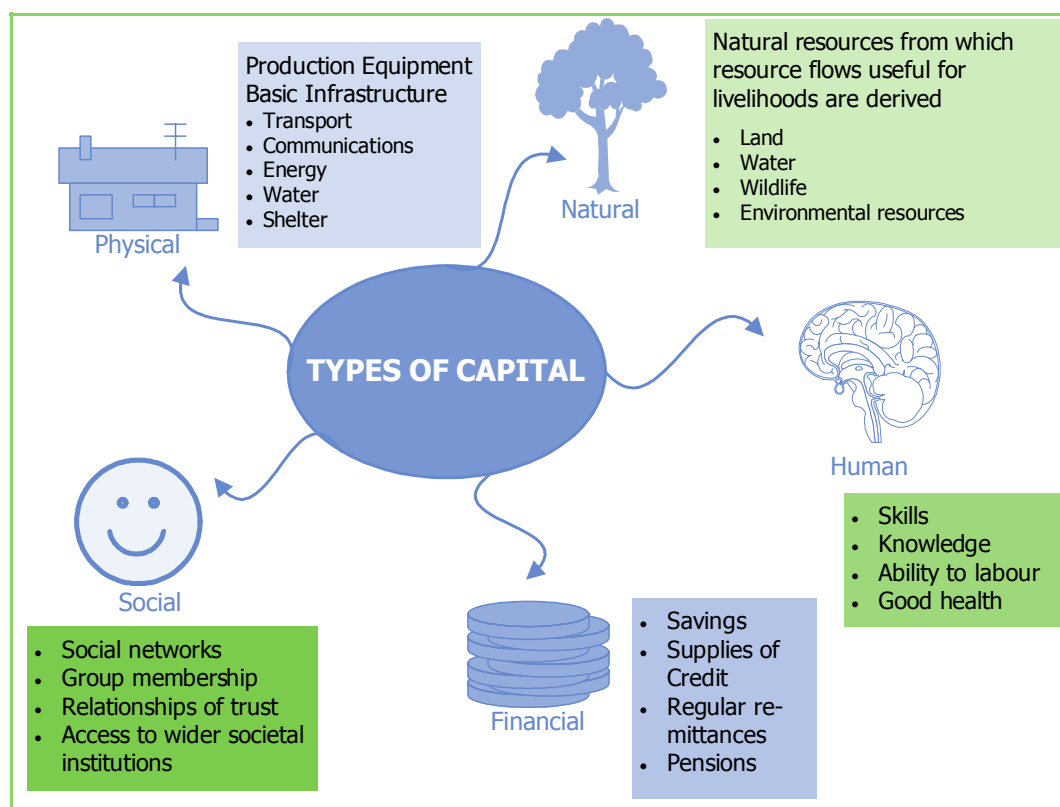 Production Equipment
Basic Infrastructure
• Transport
• Communications
• Energy
• Water
• Shelter
Physical
Natural
Natural resources from which
resource flows useful for
livelihoods are derived
• Land
• Water
• Wildlife
• Environmental resources
TYPES OF CAPITAL
Human
• Skills
• Knowledge
• Ability to labour
• Good health
Social
• Social networks
• Group membership
• Relationships of trust
• Access to wider societal
institutions
Financial
• Savings
• Supplies of
Credit
• Regular re-
mittances
• Pensions